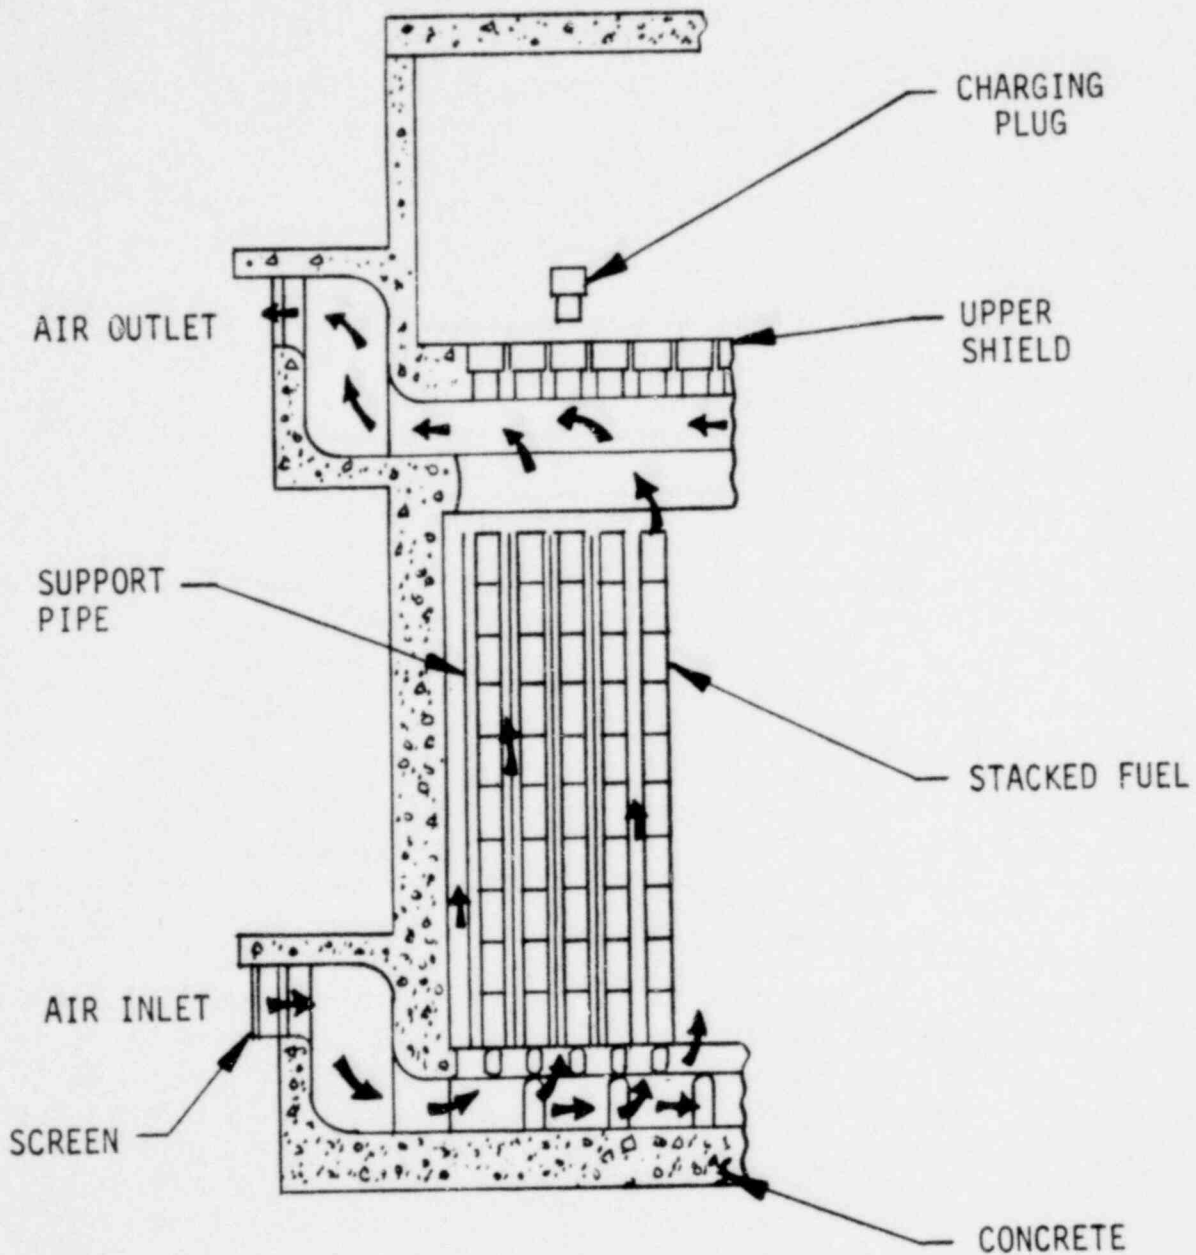 CHARGING
PLUG
AIR OUTLET
UPPER
SHIELD
SUPPORT
PIPE
STACKED FUEL
AIR INLET
SCREEN
CONCRETE